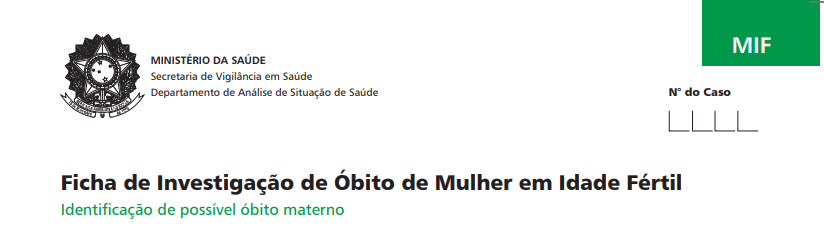 MIF
MINISTÉRIO DA SAÚDE
Secretaria de Vigilância em Saúde
Departamento de Análise de Situação de Saúde
N° do Caso
Ficha de Investigação de Óbito de Mulher em Idade Fértil
Identificação de possível óbito materno